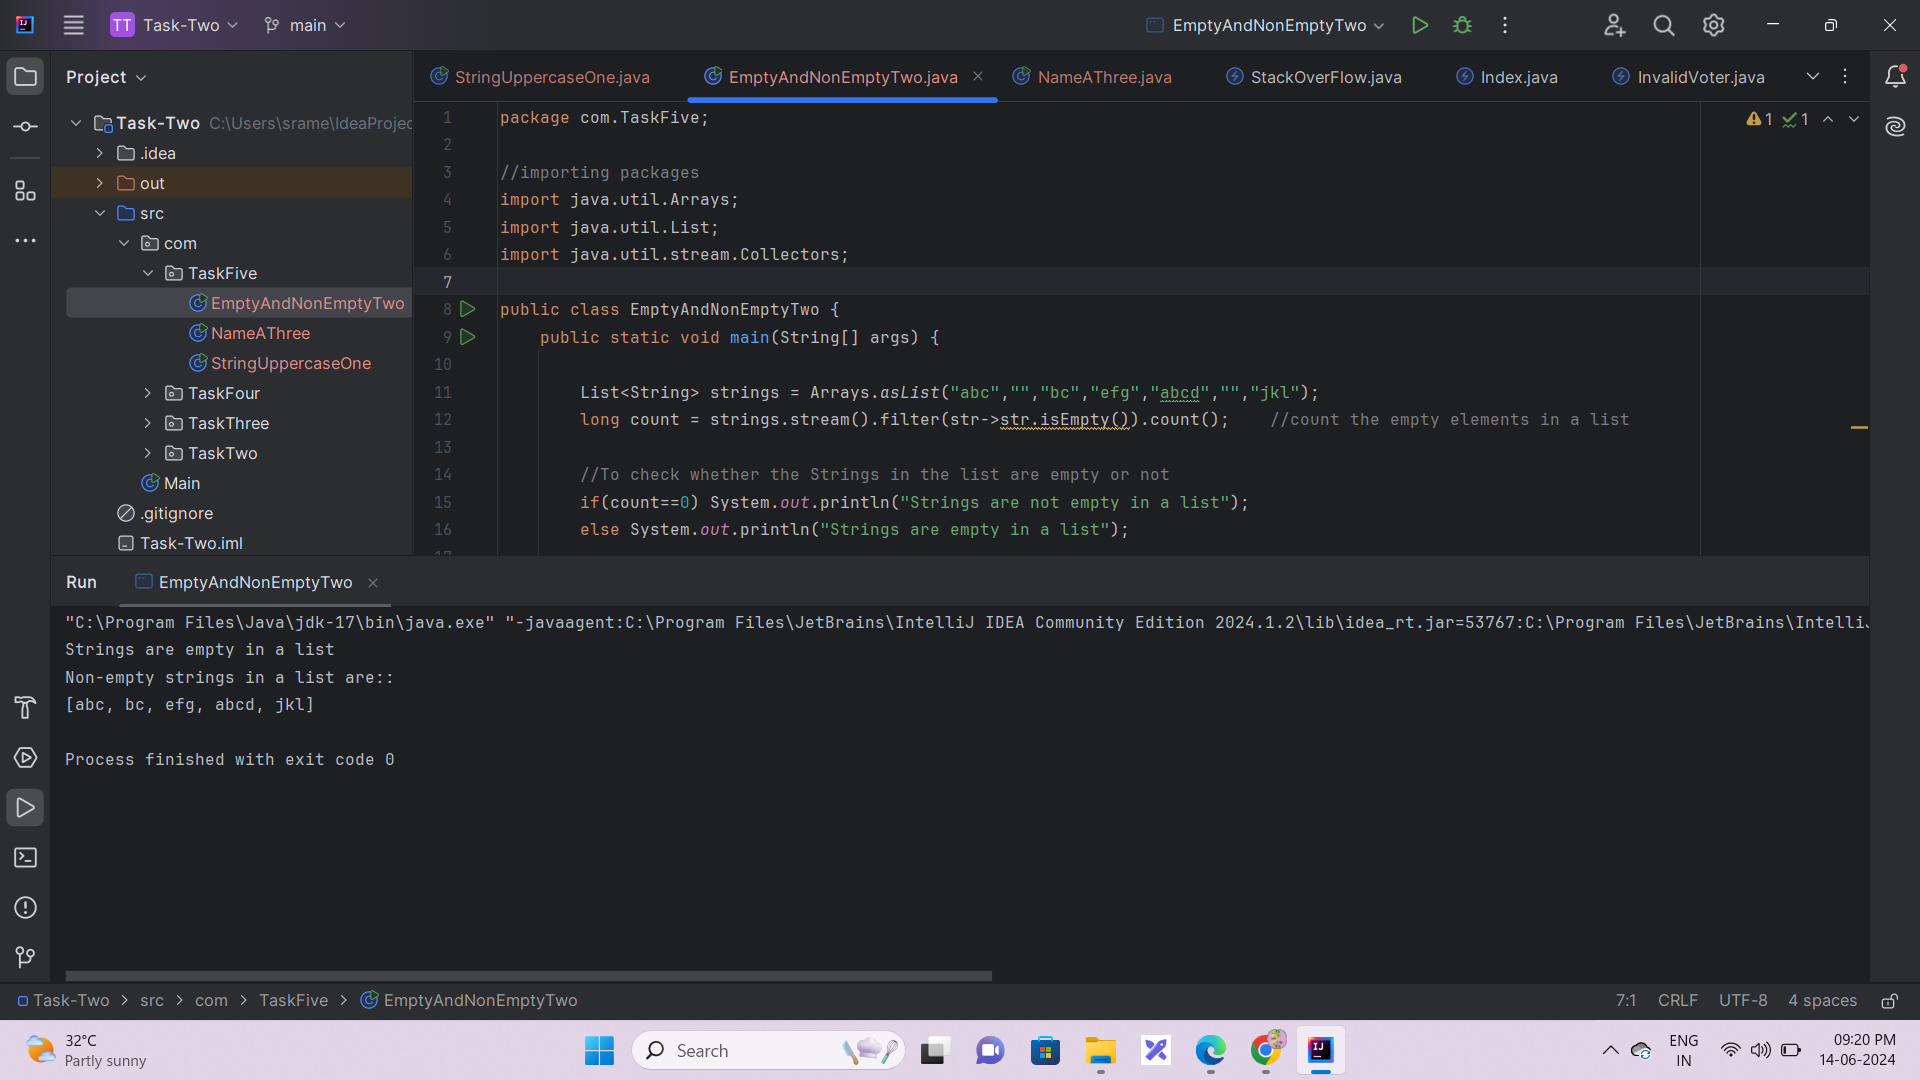 TT Task-Two main EmptyAndNonEmptyTwo
Project
StringUppercaseOne.java EmptyAndNonEmptyTwo.java NameAThree.java StackOverFlow.java Index.java InvalidVoter.java
Task-Two C:\Users\srame\IdeaProjec
.idea
out
src
com
TaskFive
EmptyAndNonEmptyTwo
NameAThree
StringUppercaseOne
TaskFour
TaskThree
TaskTwo
Main
.gitignore
Task-Two.iml
1 package com.TaskFive;
2
3 //importing packages
4 import java.util.Arrays;
5 import java.util.List;
6 import java.util.stream.Collectors;
7
8 public class EmptyAndNonEmptyTwo {
9 public static void main(String[] args) {
10
11 List<String> strings = Arrays.asList("abc","","bc","efg","abcd","","jkl");
12 long count = strings.stream().filter(str->str.isEmpty()).count(); //count the empty elements in a list
13
14 //To check whether the Strings in the list are empty or not
15 if(count==0) System.out.println("Strings are not empty in a list");
16 else System.out.println("Strings are empty in a list");
17
1 1
Run EmptyAndNonEmptyTwo
"C:\Program Files\Java\jdk-17\bin\java.exe" "-javaagent:C:\Program Files\JetBrains\IntelliJ IDEA Community Edition 2024.1.2\lib\idea_rt.jar=53767:C:\Program Files\JetBrains\IntelliJ
Strings are empty in a list
Non-empty strings in a list are::
[abc, bc, efg, abcd, jkl]
Process finished with exit code 0
Task-Two > src > com > TaskFive > EmptyAndNonEmptyTwo
7:1 CRLF UTF-8 4 spaces
32°C
Partly sunny
Search
ENG
IN
09:20 PM
14-06-2024